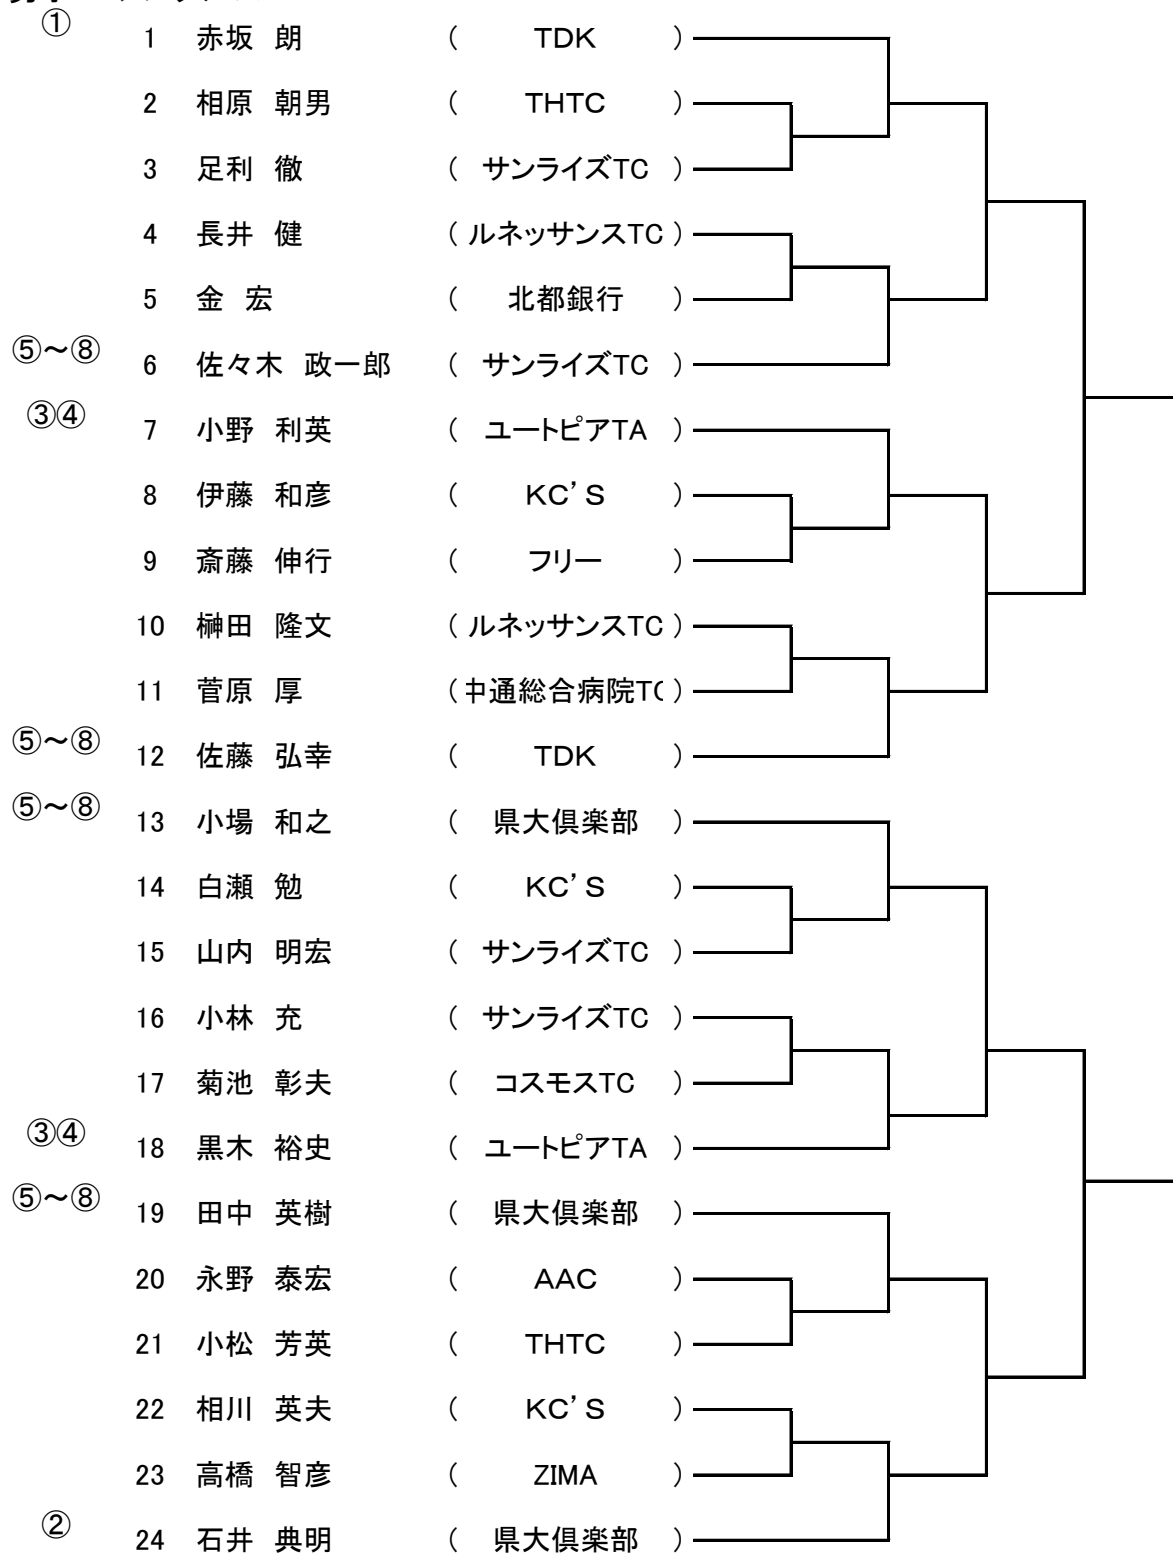 ①
1 赤坂 朗 ( TDK )
2 相原 朝男 ( THTC )
3 足利 徹 ( サンライズTC )
4 長井 健 ( ルネッサンスTC )
5 金 宏 ( 北都銀行 )
⑤～⑧
6 佐々木 政一郎 ( サンライズTC )
③④
7 小野 利英 ( ユートピアTA )
8 伊藤 和彦 ( KC'S )
9 斎藤 伸行 ( フリー )
10 榊田 隆文 ( ルネッサンスTC )
11 菅原 厚 ( 中通総合病院TC )
⑤～⑧
12 佐藤 弘幸 ( TDK )
⑤～⑧
13 小場 和之 ( 県大倶楽部 )
14 白瀬 勉 ( KC'S )
15 山内 明宏 ( サンライズTC )
16 小林 充 ( サンライズTC )
17 菊池 彰夫 ( コスモスTC )
③④
18 黒木 裕史 ( ユートピアTA )
⑤～⑧
19 田中 英樹 ( 県大倶楽部 )
20 永野 泰宏 ( AAC )
21 小松 芳英 ( THTC )
22 相川 英夫 ( KC'S )
23 高橋 智彦 ( ZIMA )
②
24 石井 典明 ( 県大倶楽部 )